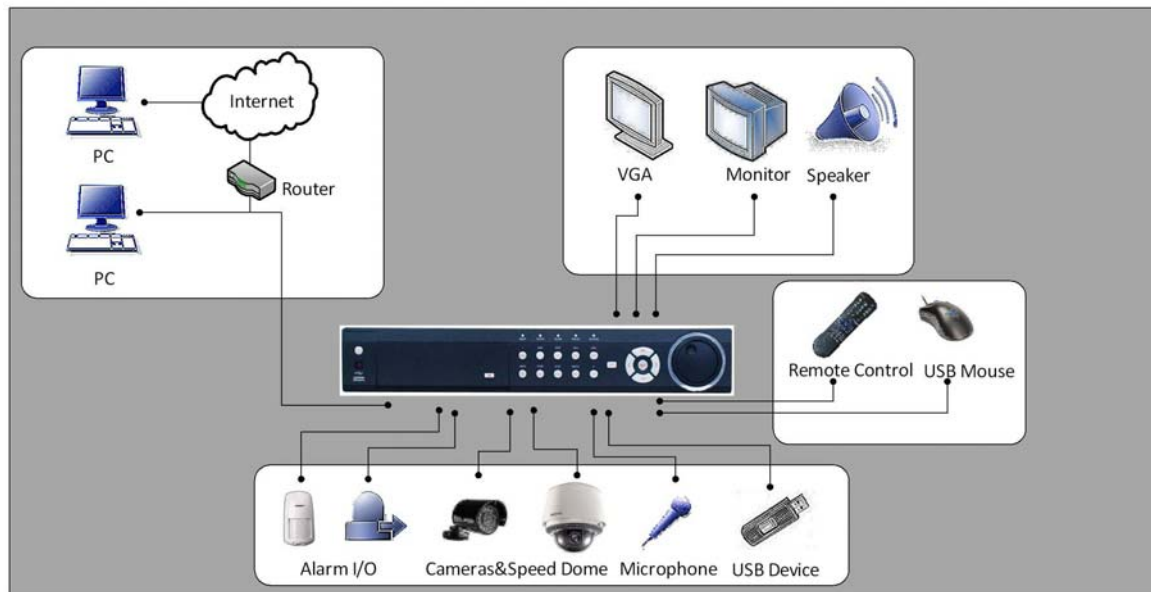 Internet
PC
Router
PC
VGA
Monitor
Speaker
Remote Control
USB Mouse
Alarm I/O
Cameras&Speed Dome
Microphone
USB Device